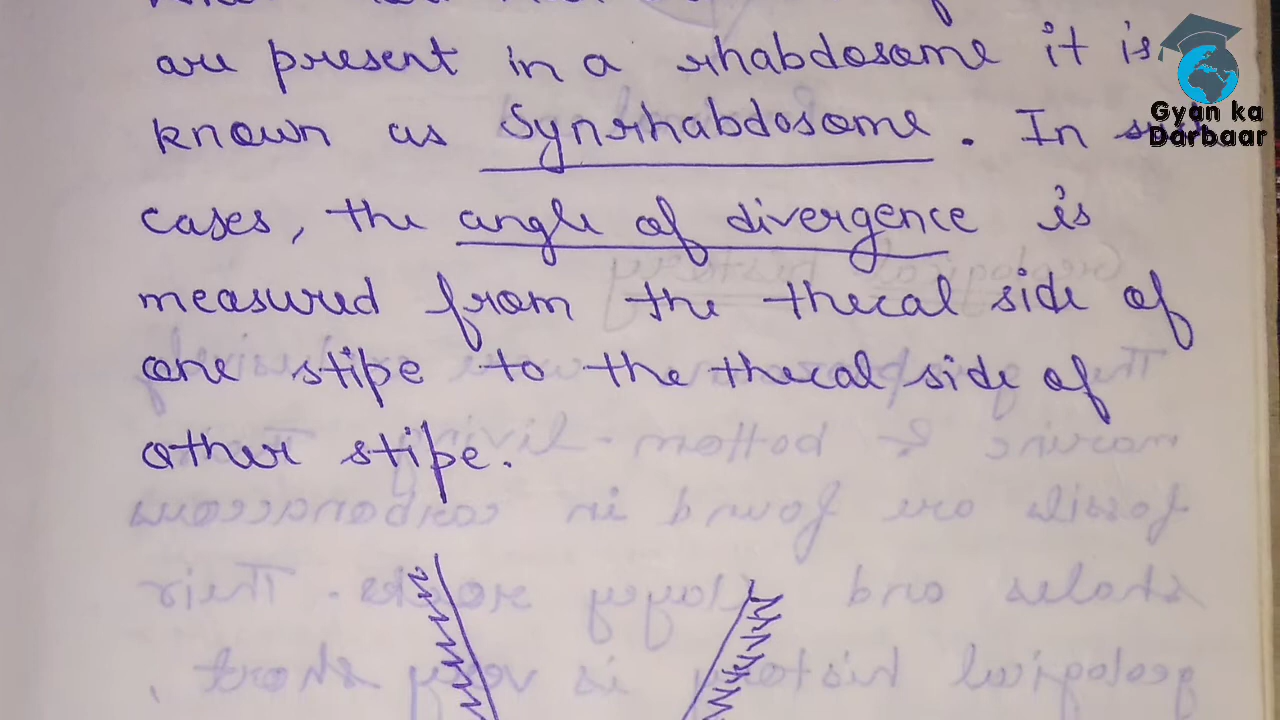 are present in a rhabdosome it is
known as Synrhabdosome. In such
cases, the angle of divergence is
measured from the thecal side of
one stipe to the thecal side of
other stipe.
Gyan ka
Darbaar